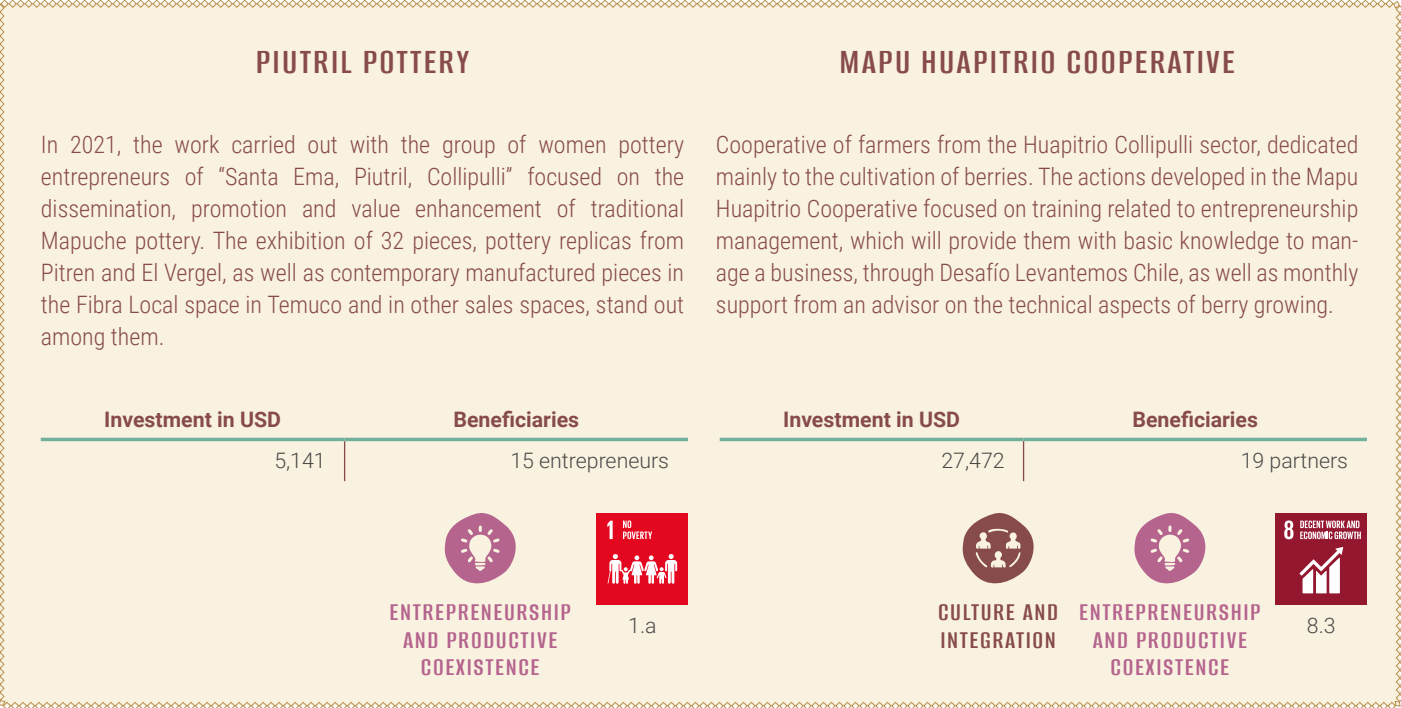 PIUTRIL POTTERY
In 2021, the work carried out with the group of women pottery
entrepreneurs of “Santa Ema, Piutril, Collipulli” focused on the
dissemination, promotion and value enhancement of traditional
Mapuche pottery. The exhibition of 32 pieces, pottery replicas from
Pitren and El Vergel, as well as contemporary manufactured pieces in
the Fibra Local space in Temuco and in other sales spaces, stand out
among them.
Investment in USD
Beneficiaries
5,141
15 entrepreneurs
ENTREPRENEURSHIP
AND PRODUCTIVE
COEXISTENCE
1 NO
POVERTY
1.a
MAPU HUAPITRIO COOPERATIVE
Cooperative of farmers from the Huapitrio Collipulli sector, dedicated
mainly to the cultivation of berries. The actions developed in the Mapu
Huapitrio Cooperative focused on training related to entrepreneurship
management, which will provide them with basic knowledge to man-
age a business, through Desafío Levantemos Chile, as well as monthly
support from an advisor on the technical aspects of berry growing.
Investment in USD
Beneficiaries
27,472
19 partners
CULTURE AND
INTEGRATION
ENTREPRENEURSHIP
AND PRODUCTIVE
COEXISTENCE
8 DECENT WORK AND
ECONOMIC GROWTH
8.3